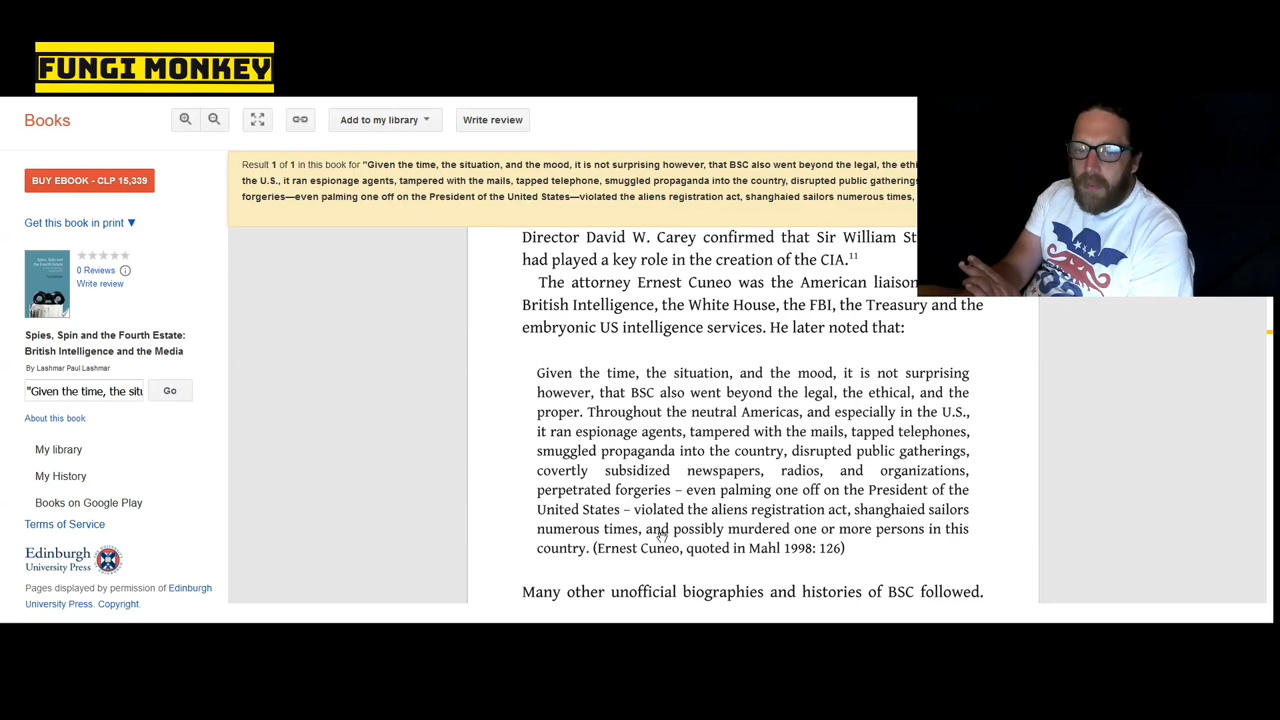 FUNGI MONKEY
Books
Add to my library
Write review
BUY EBOOK - CLP 15,339
Get this book in print ▼
0 Reviews
Write review
Spies, Spin and the Fourth Estate:
British Intelligence and the Media
By Lashmar Paul Lashmar
"Given the time, the situ
Go
About this book
My library
My History
Books on Google Play
Terms of Service
Edinburgh
University Press
Pages displayed by permission of Edinburgh
University Press. Copyright.
Result 1 of 1 in this book for "Given the time, the situation, and the mood, it is not surprising however, that BSC also went beyond the legal, the ethi
the U.S., it ran espionage agents, tampered with the mails, tapped telephone, smuggled propaganda into the country, disrupted public gatherings
forgeries—even palming one off on the President of the United States—violated the aliens registration act, shanghaied sailors numerous times,
Director David W. Carey confirmed that Sir William St
had played a key role in the creation of the CIA.11
The attorney Ernest Cuneo was the American liaison
British Intelligence, the White House, the FBI, the Treasury and the
embryonic US intelligence services. He later noted that:
Given the time, the situation, and the mood, it is not surprising
however, that BSC also went beyond the legal, the ethical, and the
proper. Throughout the neutral Americas, and especially in the U.S.,
it ran espionage agents, tampered with the mails, tapped telephones,
smuggled propaganda into the country, disrupted public gatherings,
covertly subsidized newspapers, radios, and organizations,
perpetrated forgeries – even palming one off on the President of the
United States – violated the aliens registration act, shanghaied sailors
numerous times, and possibly murdered one or more persons in this
country. (Ernest Cuneo, quoted in Mahl 1998: 126)
Many other unofficial biographies and histories of BSC followed.